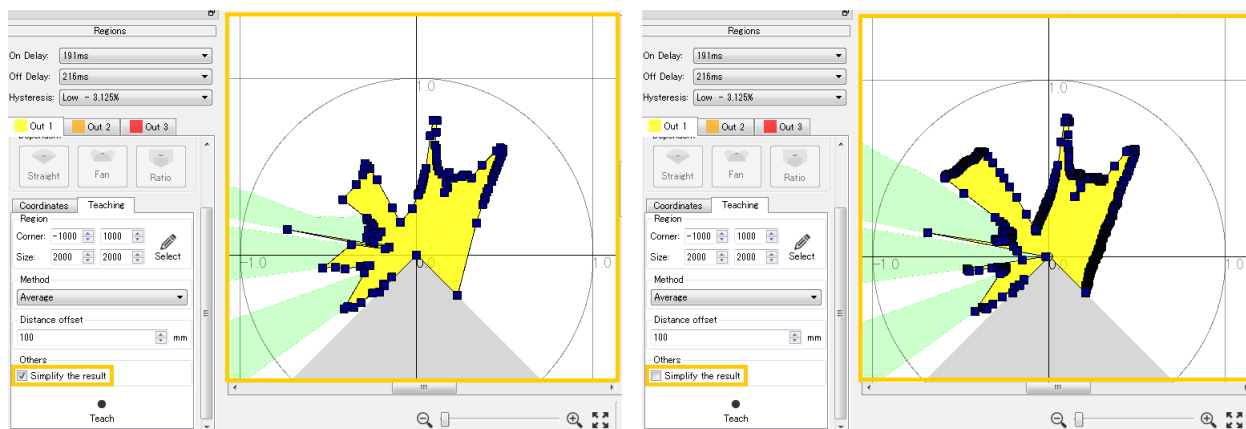 Regions
On Delay: 191ms
Off Delay: 216ms
Hysteresis: Low - 3.125%
Out 1 Out 2 Out 3
Dependent
Straight Fan Ratio
Coordinates Teaching
Region
Corner: -1000 1000
Size: 2000 2000 Select
Method
Average
Distance offset
100 mm
Others
Simplify the result
Teach
1.0
-1.0 0.0 1.0
Regions
On Delay: 191ms
Off Delay: 216ms
Hysteresis: Low - 3.125%
Out 1 Out 2 Out 3
Dependent
Straight Fan Ratio
Coordinates Teaching
Region
Corner: -1000 1000
Size: 2000 2000 Select
Method
Average
Distance offset
100 mm
Others
Simplify the result
Teach
1.0
-1.0 0.0 1.0